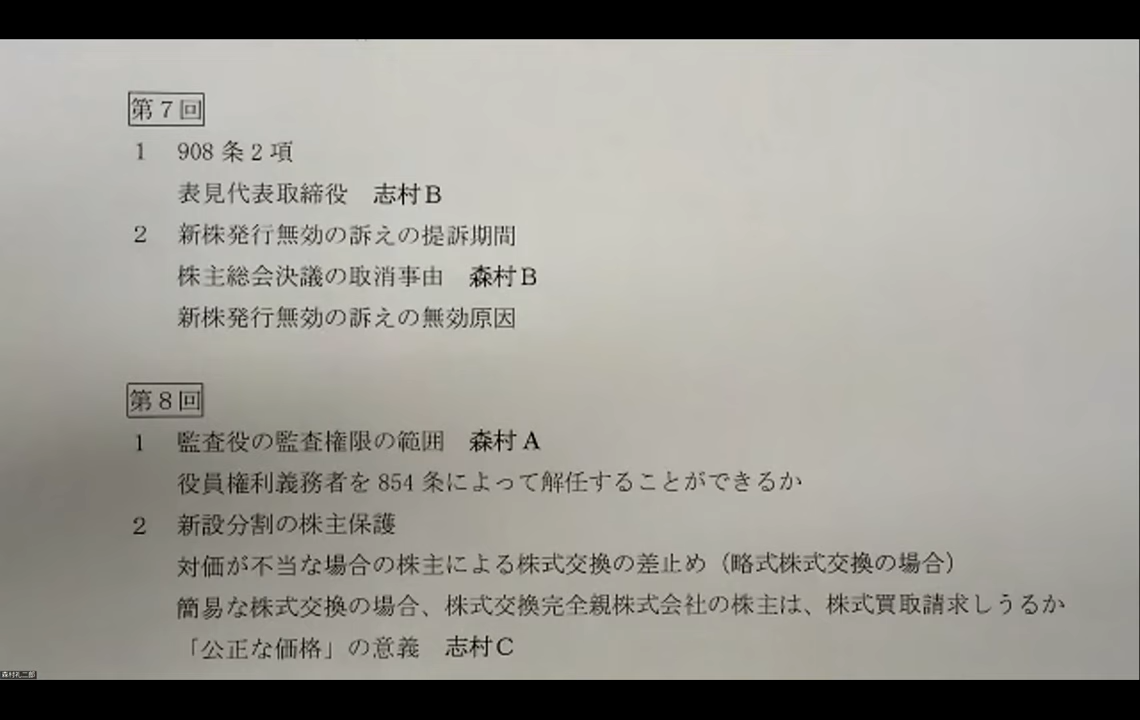 第7回
1 908条2項
表見代表取締役 志村B
2 新株発行無効の訴えの提訴期間
株主総会決議の取消事由 森村B
新株発行無効の訴えの無効原因
第8回
1 監査役の監査権限の範囲 森村A
役員権利義務者を854条によって解任することができるか
2 新設分割の株主保護
対価が不当な場合の株主による株式交換の差止め（略式株式交換の場合）
簡易な株式交換の場合、株式交換完全親株式会社の株主は、株式買取請求しうるか
「公正な価格」の意義 志村C